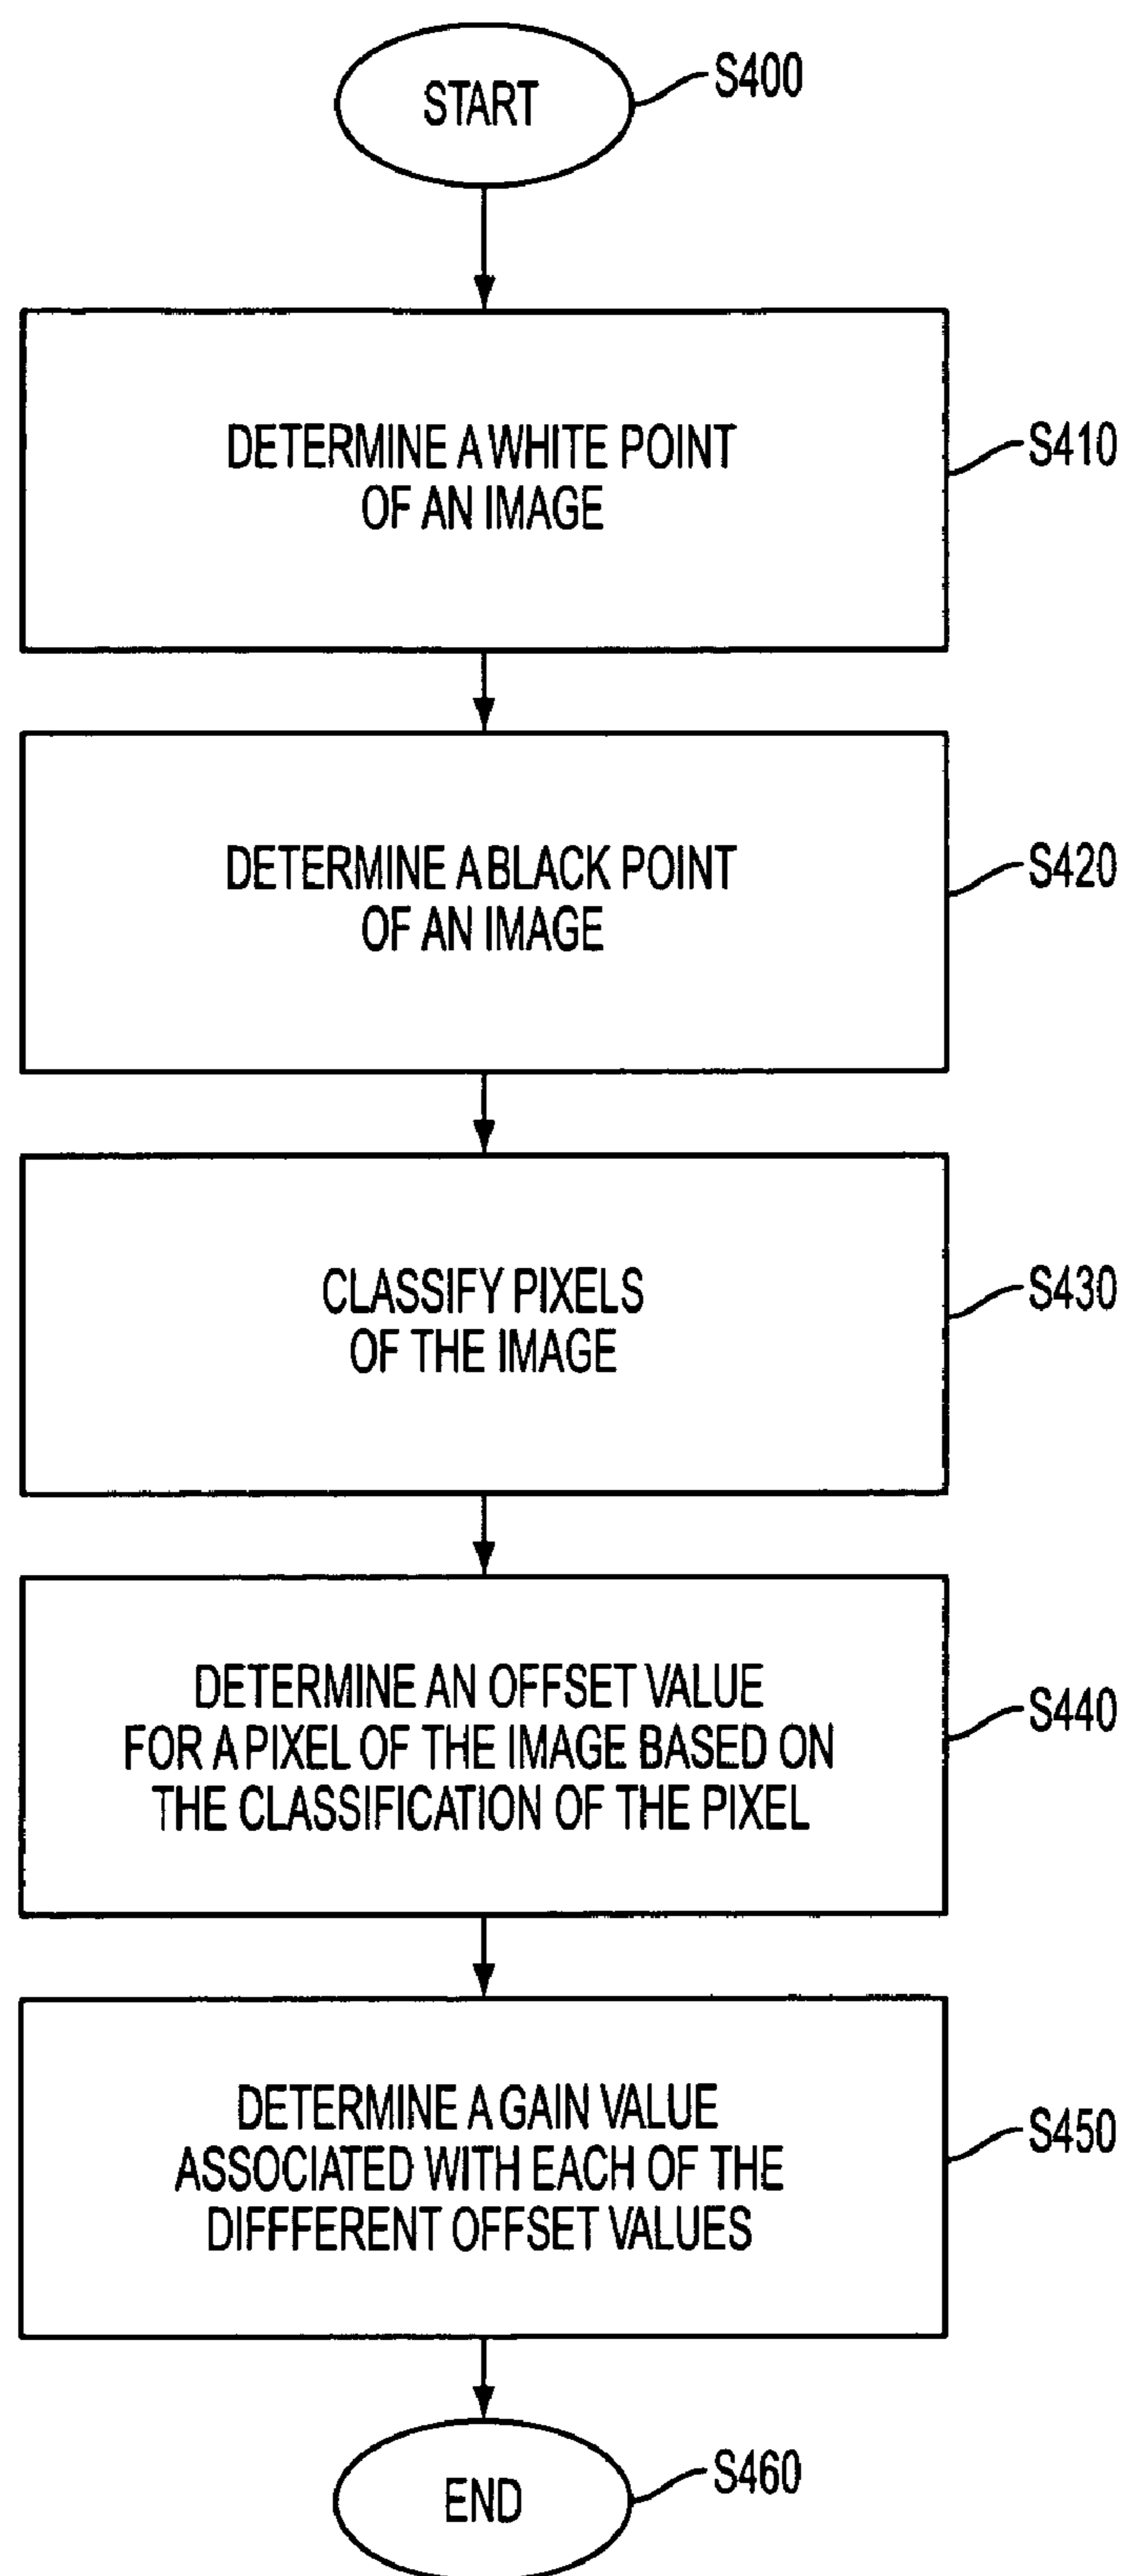 START
S400
DETERMINE A WHITE POINT
OF AN IMAGE
S410
DETERMINE A BLACK POINT
OF AN IMAGE
S420
CLASSIFY PIXELS
OF THE IMAGE
S430
DETERMINE AN OFFSET VALUE
FOR A PIXEL OF THE IMAGE BASED ON
THE CLASSIFICATION OF THE PIXEL
S440
DETERMINE A GAIN VALUE
ASSOCIATED WITH EACH OF THE
DIFFFERENT OFFSET VALUES
S450
END
S460